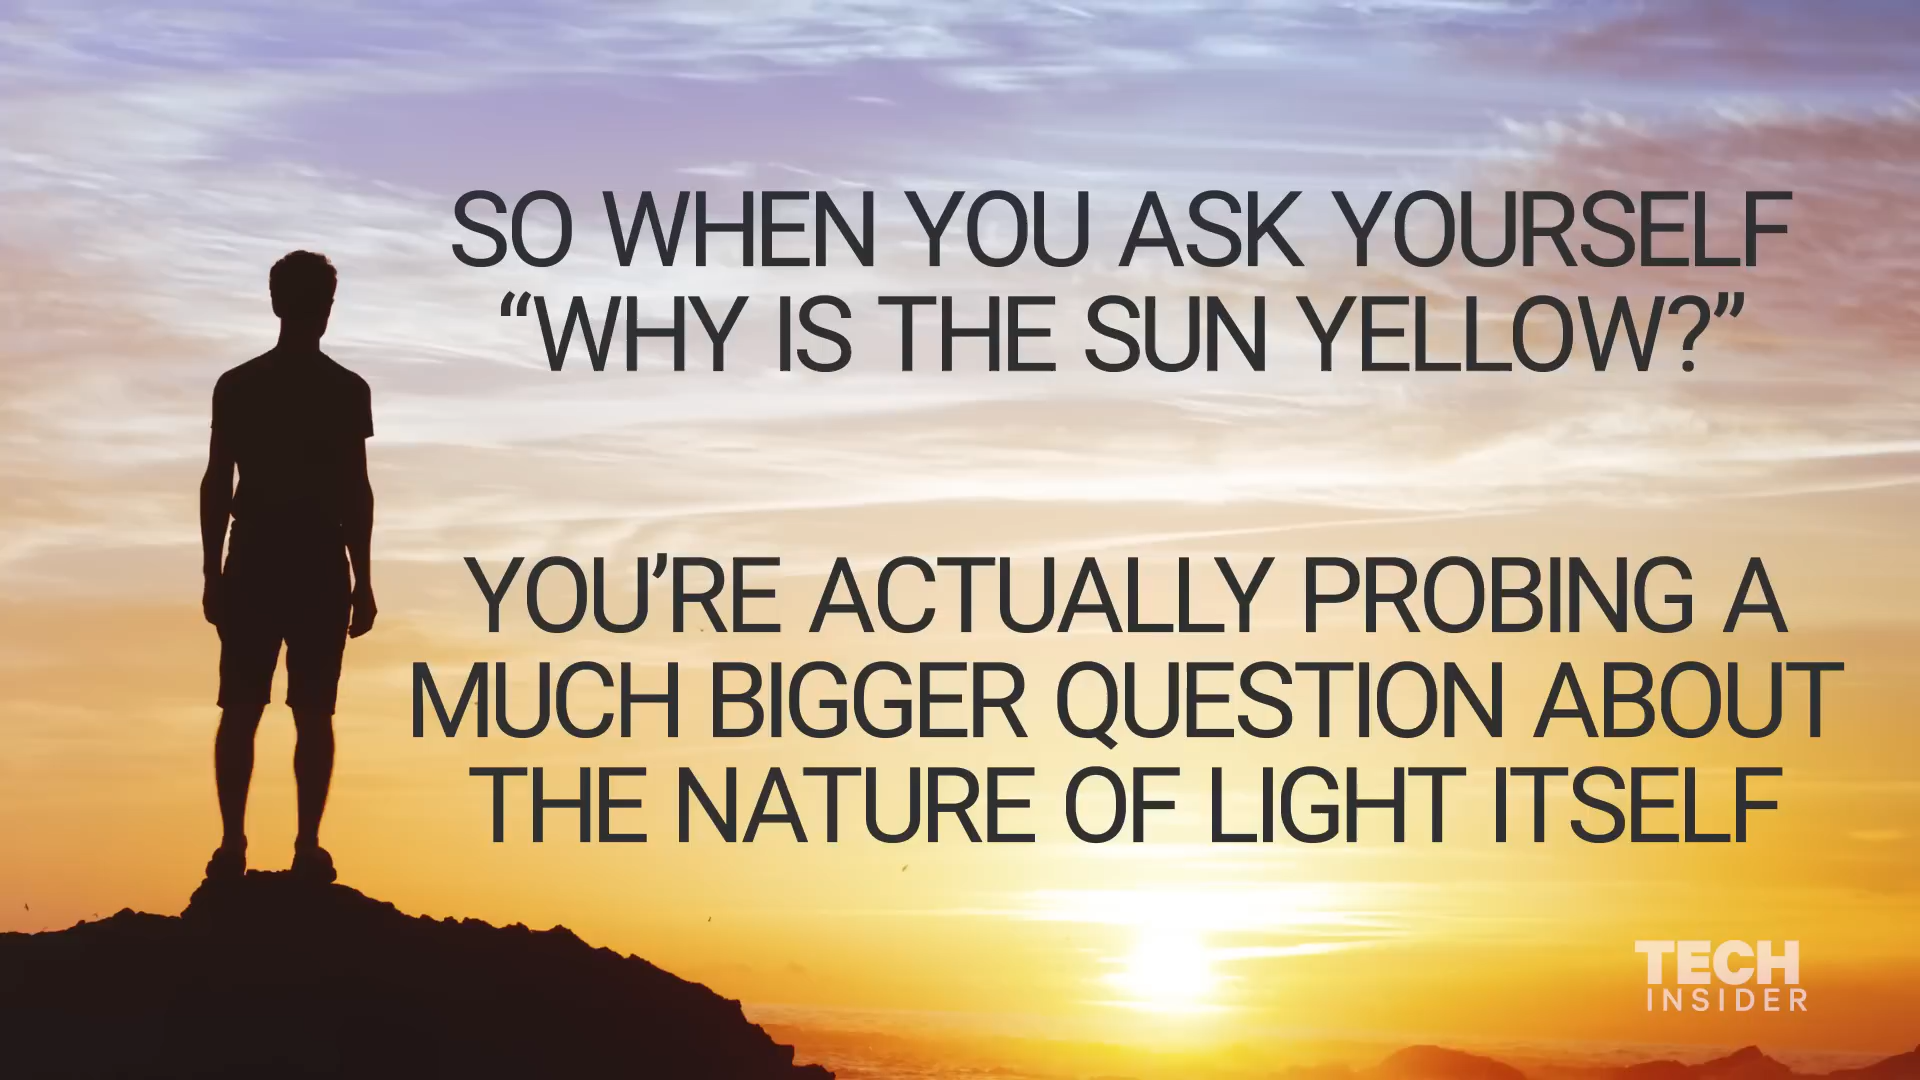 SO WHEN YOU ASK YOURSELF
“WHY IS THE SUN YELLOW?”
YOU’RE ACTUALLY PROBING A
MUCH BIGGER QUESTION ABOUT
THE NATURE OF LIGHT ITSELF
TECH
INSIDER